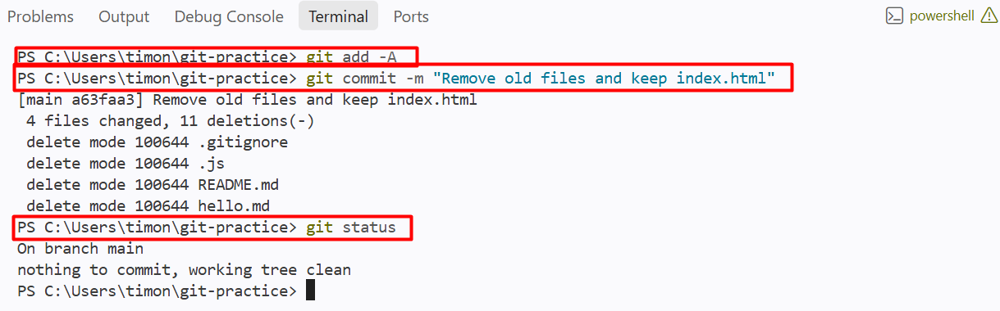 Problems Output Debug Console Terminal Ports powershell
PS C:\Users\timon\git-practice> git add -A
PS C:\Users\timon\git-practice> git commit -m "Remove old files and keep index.html"
[main a63faa3] Remove old files and keep index.html
 4 files changed, 11 deletions(-)
 delete mode 100644 .gitignore
 delete mode 100644 .js
 delete mode 100644 README.md
 delete mode 100644 hello.md
PS C:\Users\timon\git-practice> git status
On branch main
nothing to commit, working tree clean
PS C:\Users\timon\git-practice>